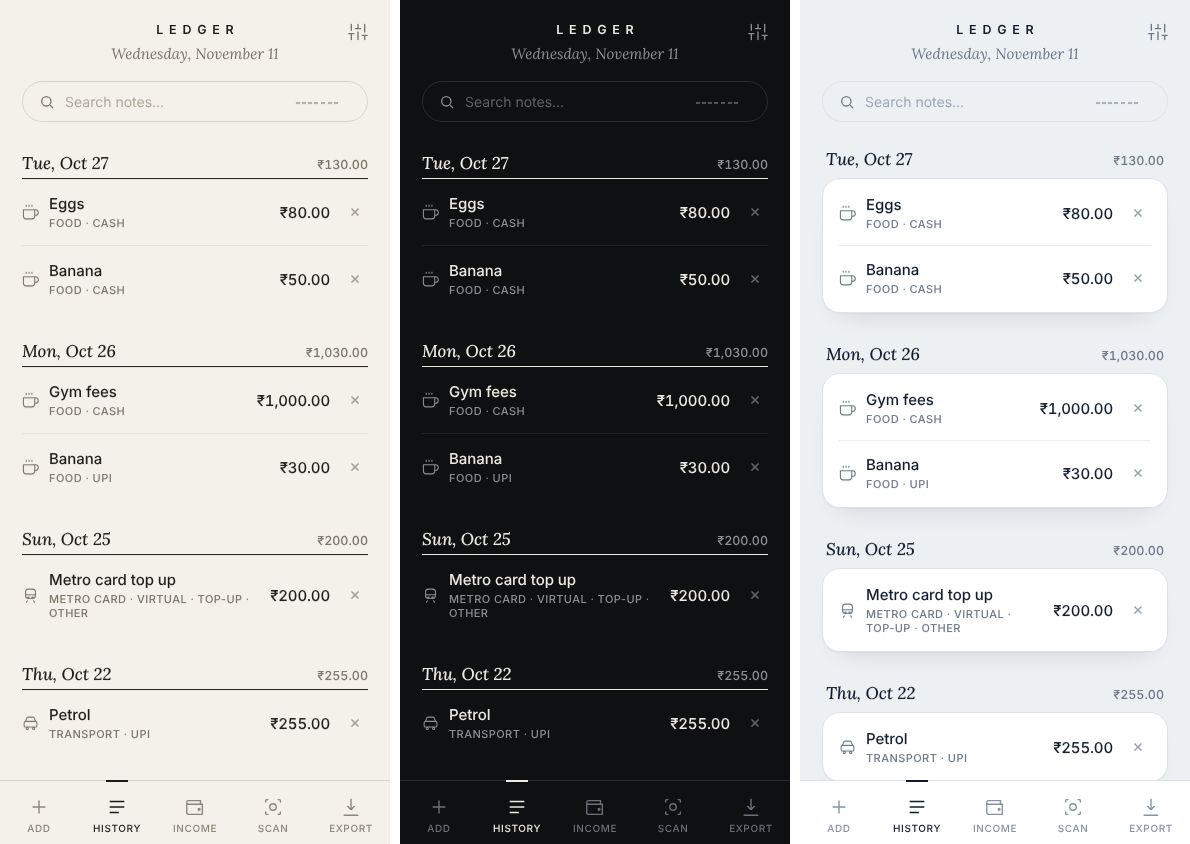 LEDGER
Wednesday, November 11
Search notes... -------
Tue, Oct 27 ₹130.00
Eggs
FOOD · CASH
₹80.00 ×
Banana
FOOD · CASH
₹50.00 ×
Mon, Oct 26 ₹1,030.00
Gym fees
FOOD · CASH
₹1,000.00 ×
Banana
FOOD · UPI
₹30.00 ×
Sun, Oct 25 ₹200.00
Metro card top up
METRO CARD · VIRTUAL · TOP-UP ·
OTHER
₹200.00 ×
Thu, Oct 22 ₹255.00
Petrol
TRANSPORT · UPI
₹255.00 ×
ADD HISTORY INCOME SCAN EXPORT
LEDGER
Wednesday, November 11
Search notes... -------
Tue, Oct 27 ₹130.00
Eggs
FOOD · CASH
₹80.00 ×
Banana
FOOD · CASH
₹50.00 ×
Mon, Oct 26 ₹1,030.00
Gym fees
FOOD · CASH
₹1,000.00 ×
Banana
FOOD · UPI
₹30.00 ×
Sun, Oct 25 ₹200.00
Metro card top up
METRO CARD · VIRTUAL · TOP-UP ·
OTHER
₹200.00 ×
Thu, Oct 22 ₹255.00
Petrol
TRANSPORT · UPI
₹255.00 ×
ADD HISTORY INCOME SCAN EXPORT
LEDGER
Wednesday, November 11
Search notes... -------
Tue, Oct 27 ₹130.00
Eggs
FOOD · CASH
₹80.00 ×
Banana
FOOD · CASH
₹50.00 ×
Mon, Oct 26 ₹1,030.00
Gym fees
FOOD · CASH
₹1,000.00 ×
Banana
FOOD · UPI
₹30.00 ×
Sun, Oct 25 ₹200.00
Metro card top up
METRO CARD · VIRTUAL ·
TOP-UP · OTHER
₹200.00 ×
Thu, Oct 22 ₹255.00
Petrol
TRANSPORT · UPI
₹255.00 ×
ADD HISTORY INCOME SCAN EXPORT